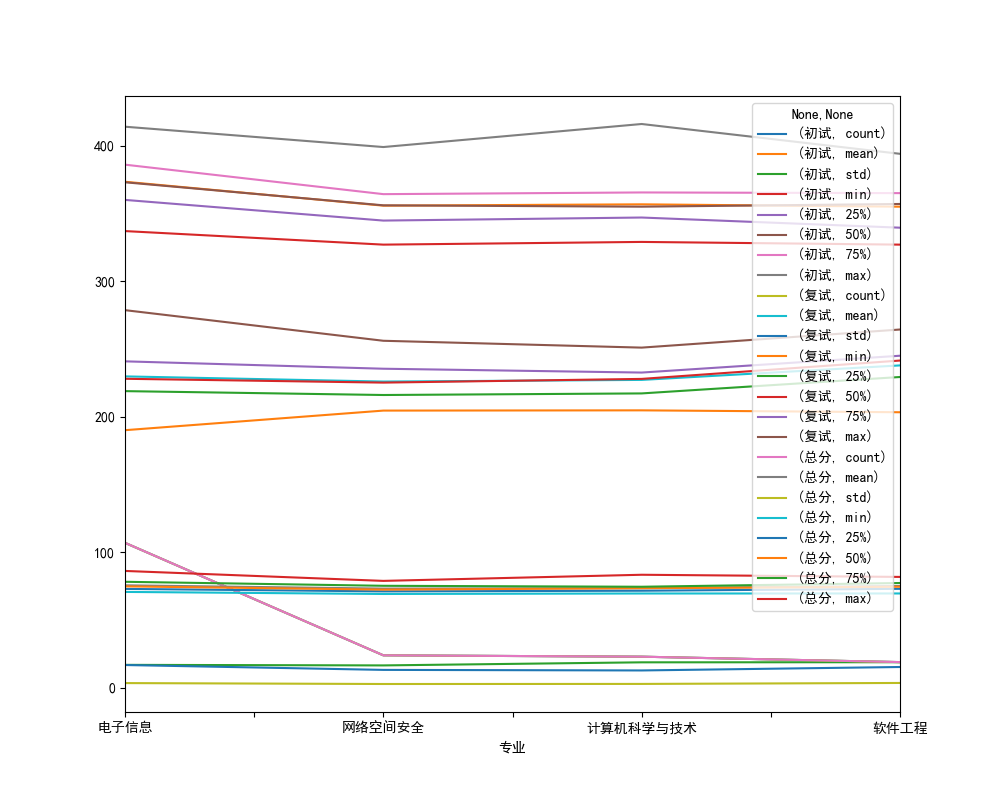 None,None
(初试, count)
(初试, mean)
(初试, std)
(初试, min)
(初试, 25%)
(初试, 50%)
(初试, 75%)
(初试, max)
(复试, count)
(复试, mean)
(复试, std)
(复试, min)
(复试, 25%)
(复试, 50%)
(复试, 75%)
(复试, max)
(总分, count)
(总分, mean)
(总分, std)
(总分, min)
(总分, 25%)
(总分, 50%)
(总分, 75%)
(总分, max)
400
300
200
100
0
电子信息
网络空间安全
计算机科学与技术
软件工程
专业